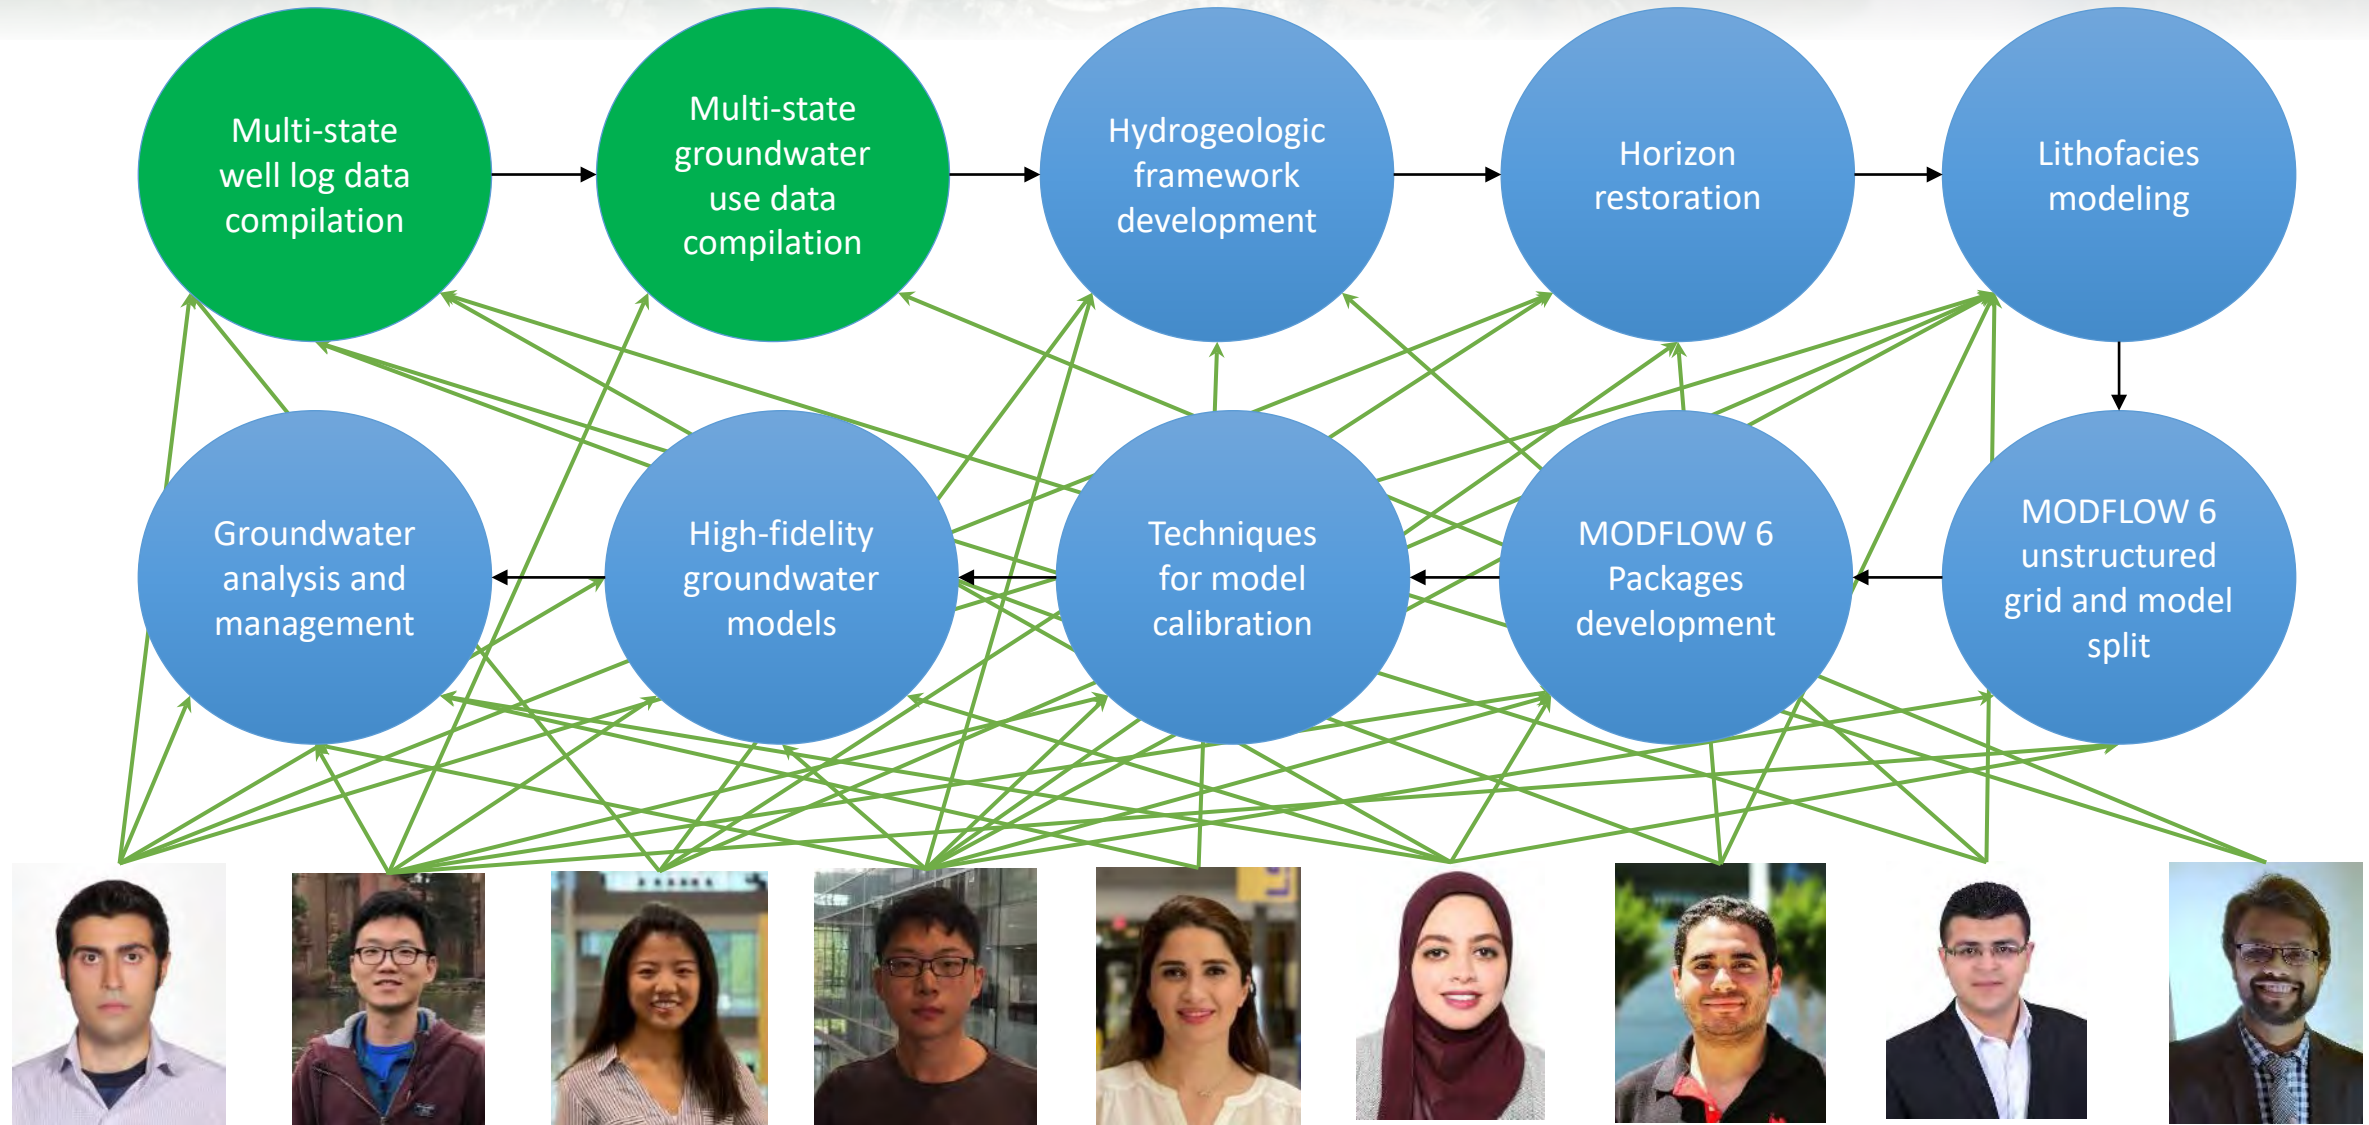 Multi-state
well log data
compilation
Multi-state
groundwater
use data
compilation
Hydrogeologic
framework
development
Horizon
restoration
Lithofacies
modeling
Groundwater
analysis and
management
High-fidelity
groundwater
models
Techniques
for model
calibration
MODFLOW 6
Packages
development
MODFLOW 6
unstructured
grid and model
split